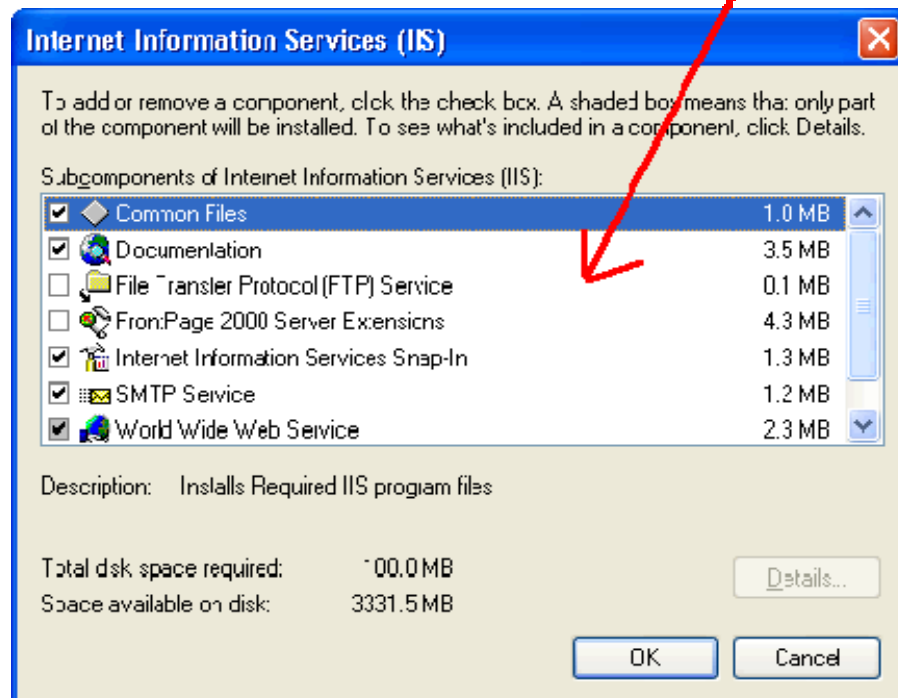 Internet Information Services (IIS)
To add or remove a component, click the check box. A shaded box means that only part
of the component will be installed. To see what's included in a component, click Details.
Subcomponents of Internet Information Services (IIS):
Common Files 1.0 MB
Documentation 3.5 MB
File Transfer Protocol (FTP) Service 0.1 MB
FrontPage 2000 Server Extensions 4.3 MB
Internet Information Services Snap-In 1.3 MB
SMTP Service 1.2 MB
World Wide Web Service 2.3 MB
Description: Installs Required IIS program files
Total disk space required: 100.0 MB
Space available on disk: 3331.5 MB
Details...
OK Cancel